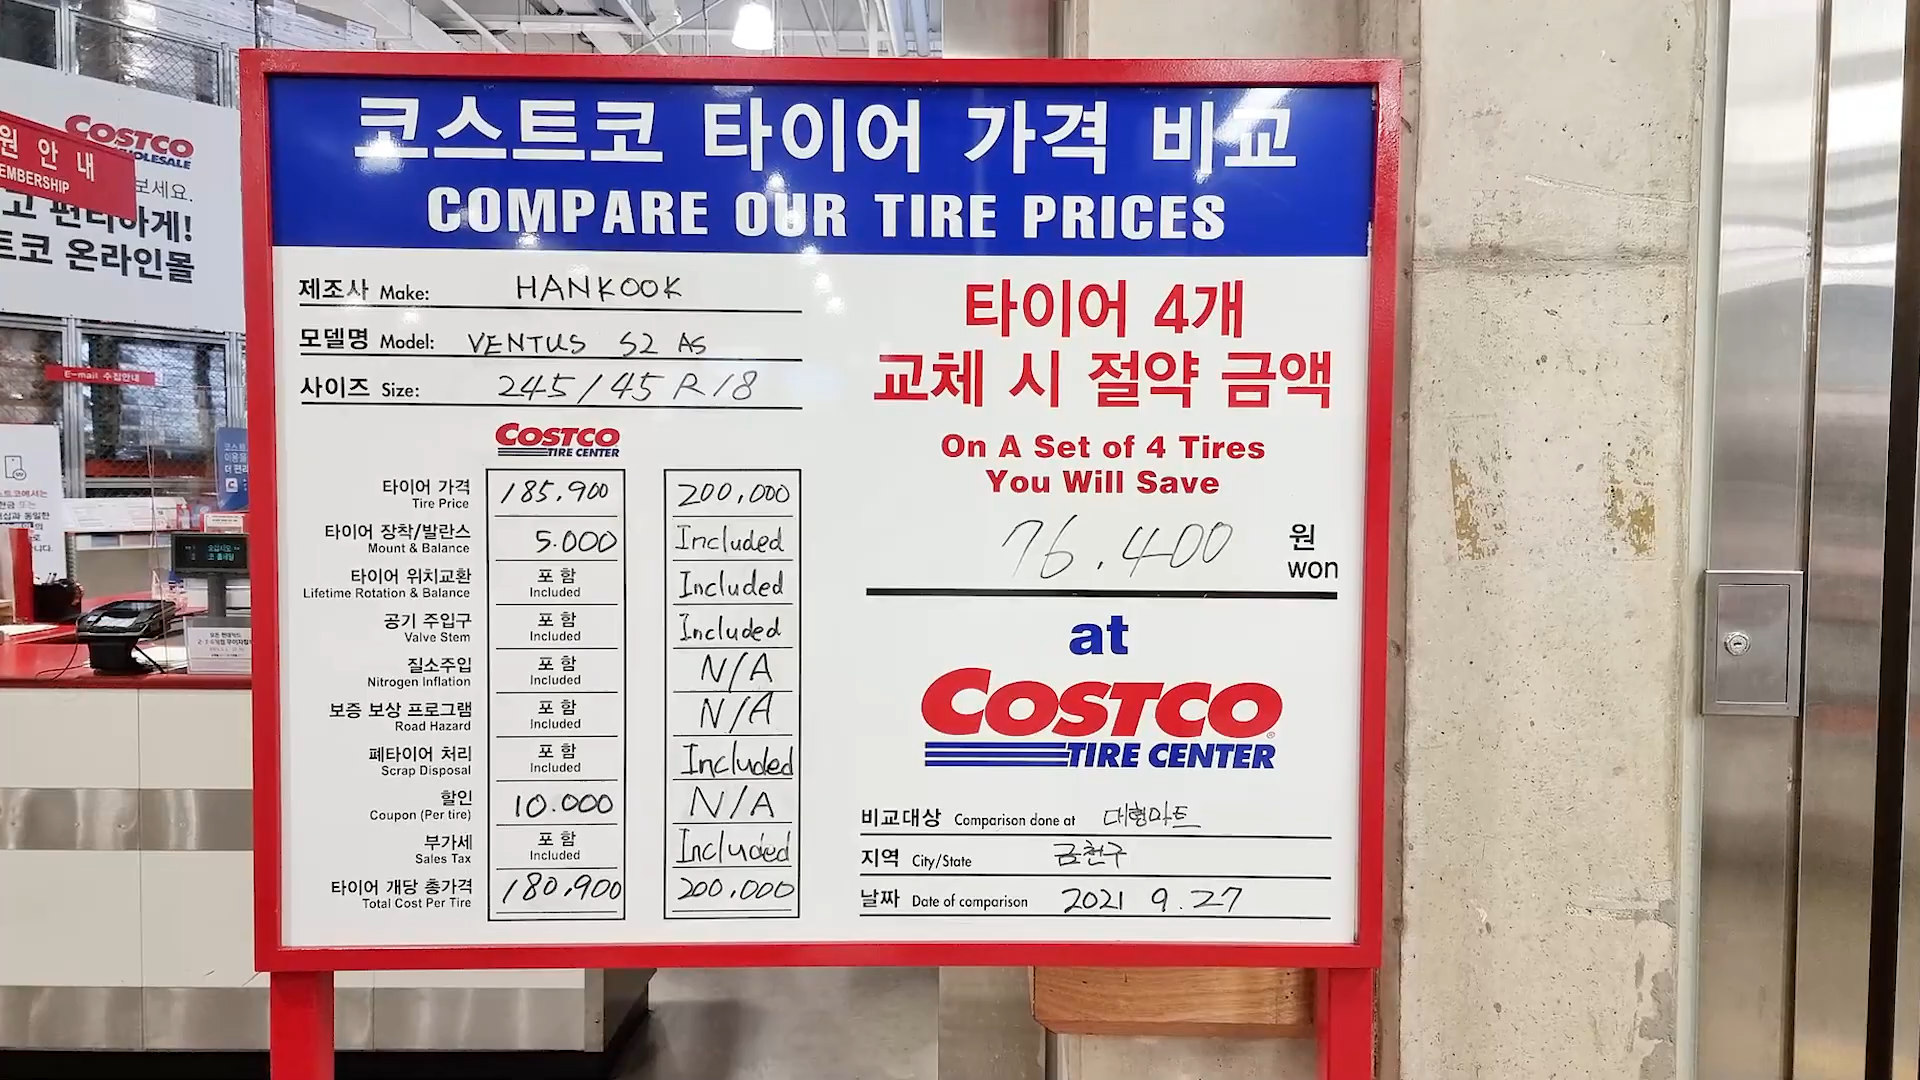 코스트코 타이어 가격 비교
COMPARE OUR TIRE PRICES
제조사 Make: HANKOOK
모델명 Model: VENTUS S2 AS
사이즈 Size: 245/45 R18
COSTCO
TIRE CENTER
타이어 가격 185,900 200,000
Tire Price
타이어 장착/발란스 5.000 Included
Mount & Balance
타이어 위치교환 포함 Included
Lifetime Rotation & Balance Included
공기 주입구 포함 Included
Valve Stem Included
질소주입 포함 N/A
Nitrogen Inflation Included
보증 보상 프로그램 포함 N/A
Road Hazard Included
폐타이어 처리 포함 Included
Scrap Disposal Included
할인 10.000 N/A
Coupon (Per tire)
부가세 포함 Included
Sales Tax Included
타이어 개당 총가격 180,900 200,000
Total Cost Per Tire
타이어 4개
교체 시 절약 금액
On A Set of 4 Tires
You Will Save
76.400 원
won
at
COSTCO
TIRE CENTER
비교대상 Comparison done at 대형마트
지역 City/State 금천구
날짜 Date of comparison 2021 9.27
COSTCO
WHOLESALE
원 안내
EMBERSHIP
보세요.
고 편리하게!
트코 온라인몰
E-mail 수집안내